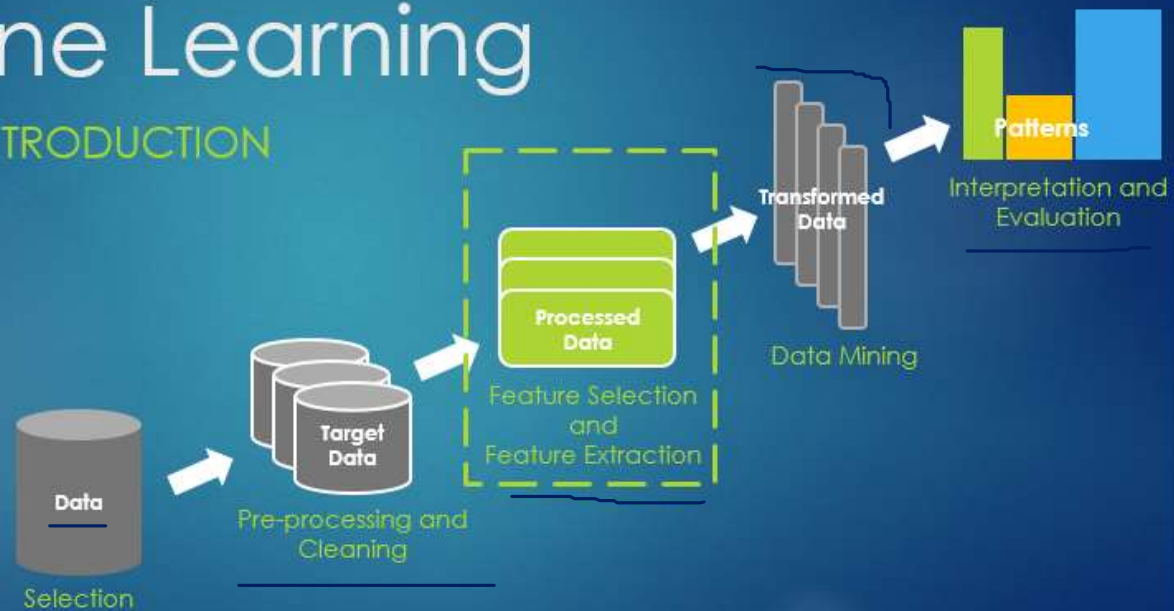 ne Learning
TRODUCTION
Patterns
Interpretation and
Evaluation
Transformed
Data
Data Mining
Processed
Data
Feature Selection
and
Feature Extraction
Target
Data
Pre-processing and
Cleaning
Data
Selection